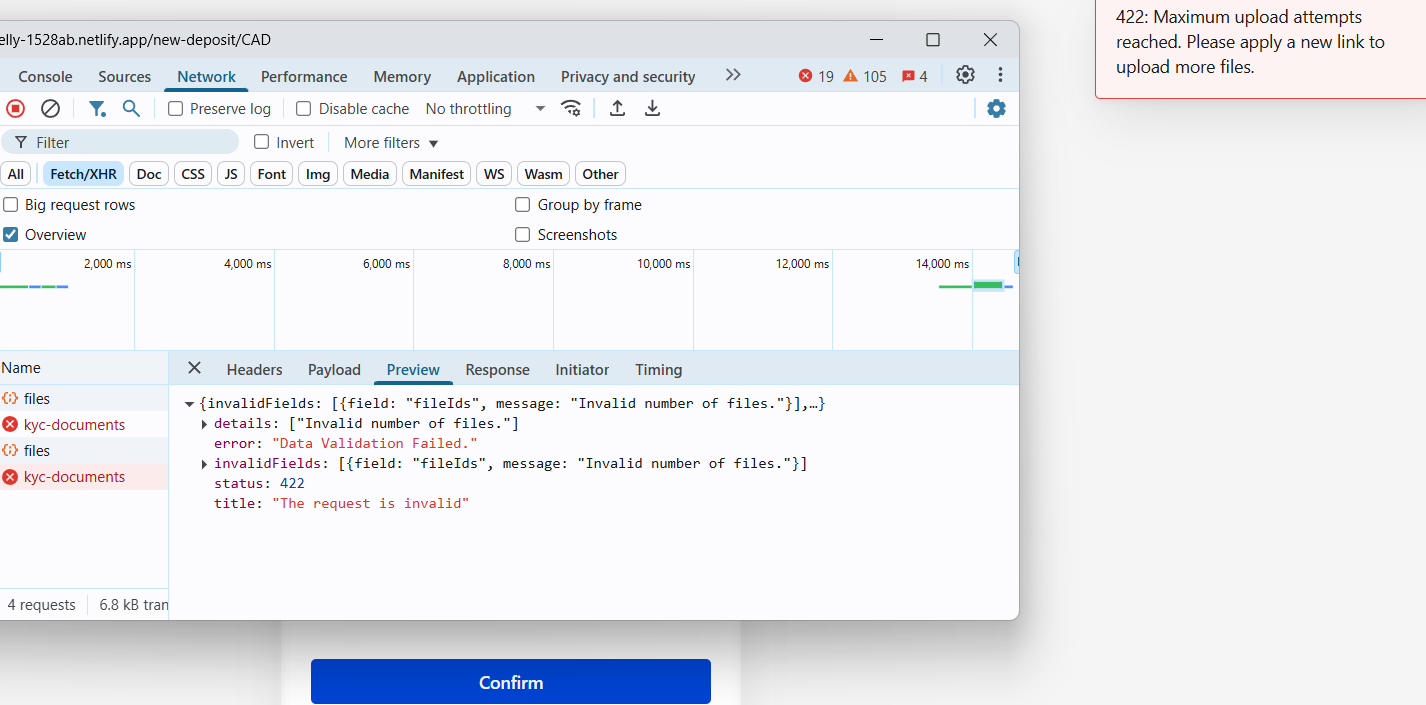 422: Maximum upload attempts
reached. Please apply a new link to
upload more files.
elly-1528ab.netlify.app/new-deposit/CAD
Console Sources Network Performance Memory Application Privacy and security 19 105 4
Preserve log Disable cache No throttling
Filter Invert More filters
All Fetch/XHR Doc CSS JS Font Img Media Manifest WS Wasm Other
Big request rows Group by frame
Overview Screenshots
2,000 ms 4,000 ms 6,000 ms 8,000 ms 10,000 ms 12,000 ms 14,000 ms
Name
files
kyc-documents
files
kyc-documents
4 requests 6.8 kB tran
Headers Payload Preview Response Initiator Timing
{invalidFields: [{field: "fileIds", message: "Invalid number of files."}],…}
details: ["Invalid number of files."]
error: "Data Validation Failed."
invalidFields: [{field: "fileIds", message: "Invalid number of files."}]
status: 422
title: "The request is invalid"
Confirm